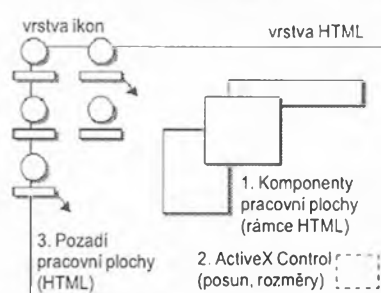 vrstva ikon
vrstva HTML
1. Komponenty
pracovní plochy
(rámce HTML)
3. Pozadí
pracovní plochy
(HTML)
2. ActiveX Control
(posun, rozměry)